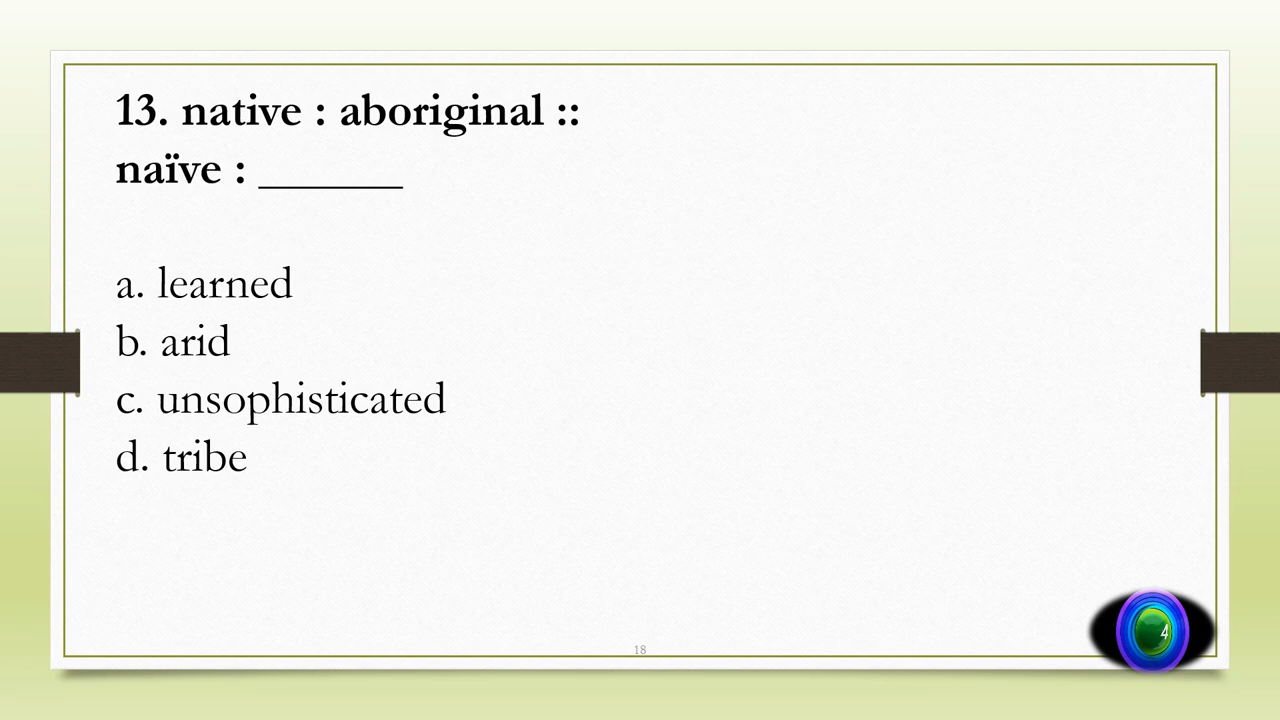 13. native : aboriginal ::
naïve : ______
a. learned
b. arid
c. unsophisticated
d. tribe
18
4